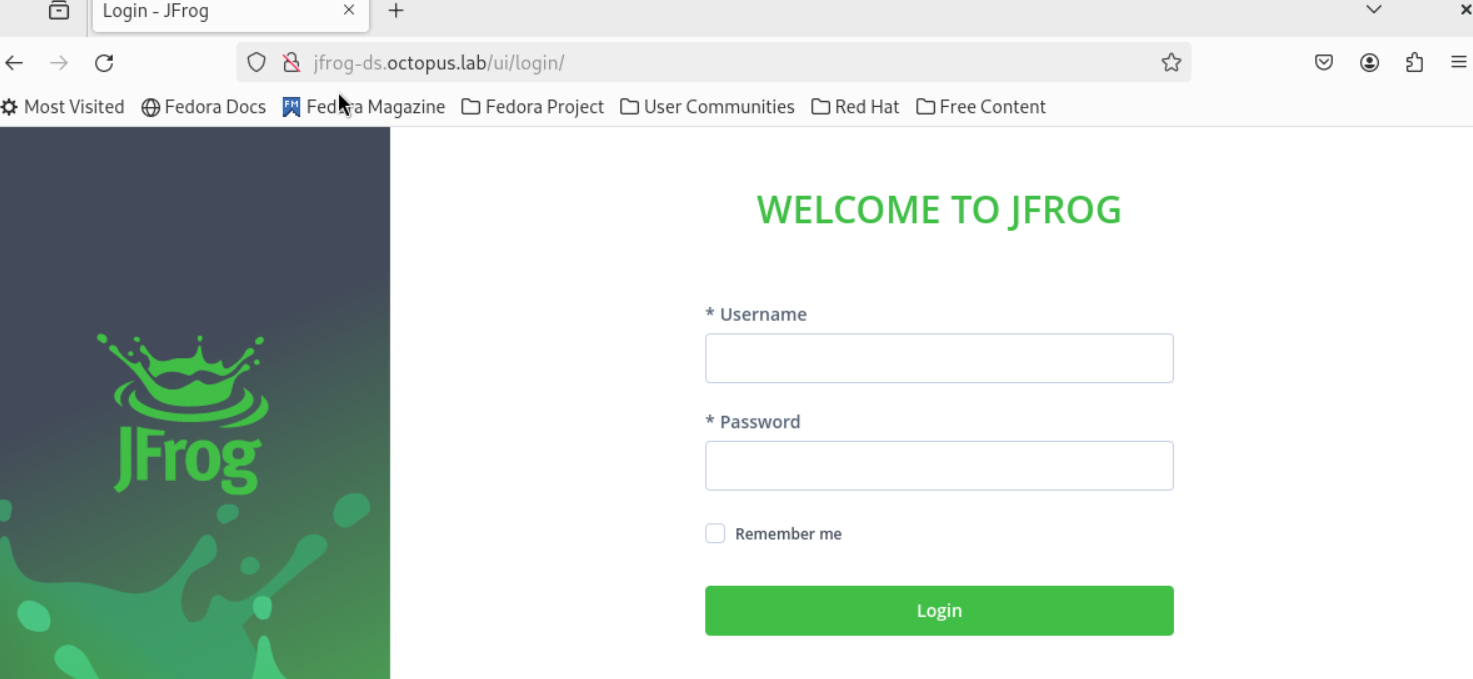 Login - JFrog
jfrog-ds.octopus.lab/ui/login/
Most Visited Fedora Docs Fedora Magazine Fedora Project User Communities Red Hat Free Content
WELCOME TO JFROG
* Username
JFrog
* Password
Remember me
Login